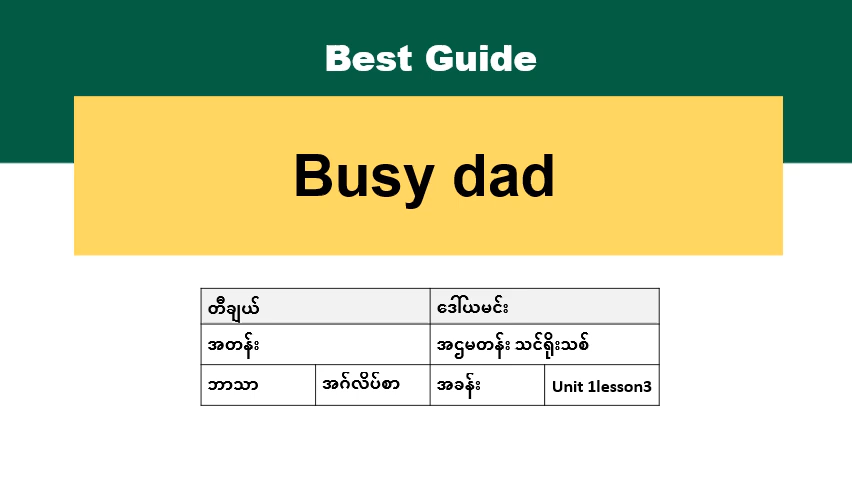 Best Guide
Busy dad
တီချယ် ဒေါ်ယမင်း
အတန်း အဌမတန်း သင်ရိုးသစ်
ဘာသာ အဂ်လိပ်စာ အခန်း Unit 1lesson3